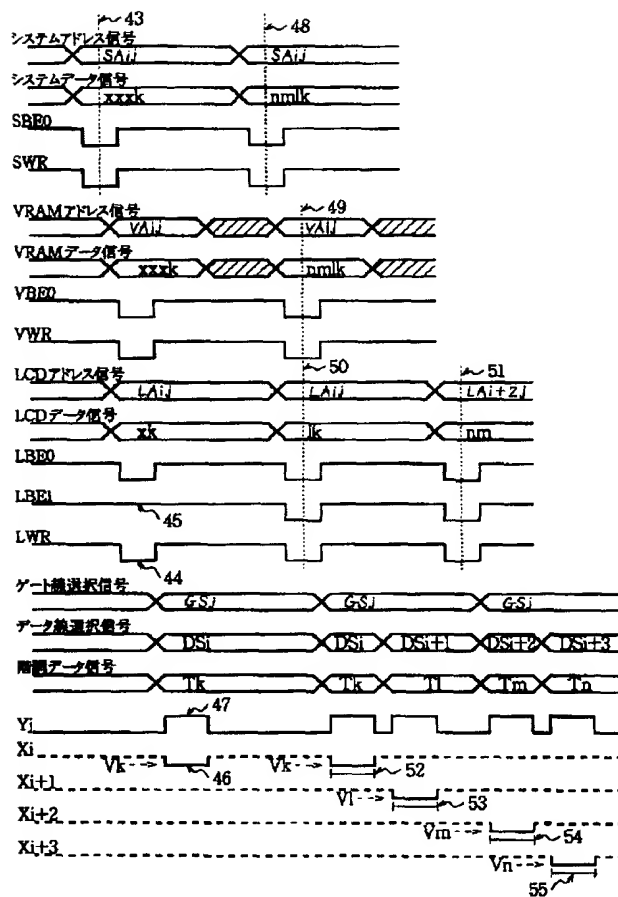 43 48
システムアドレス信号
SAij SAij
システムデータ信号
xxxk nmlk
SBE0
SWR
VRAMアドレス信号 49
VAij VAij
VRAMデータ信号
xxxk nmlk
VBE0
VWR
50 51
LCDアドレス信号
LAij LAij LAi+2j
LCDデータ信号
xk lk nm
LBE0
LBE1
45
LWR
44
ゲート線選択信号
GSj GSj GSj
データ線選択信号
DSi DSi DSi+1 DSi+2 DSi+3
階調データ信号
Tk Tk Tl Tm Tn
47
Yj
Xi
Vk 46 Vk 52
Xi+1
Vl 53
Xi+2
Vm 54
Xi+3
Vn 55